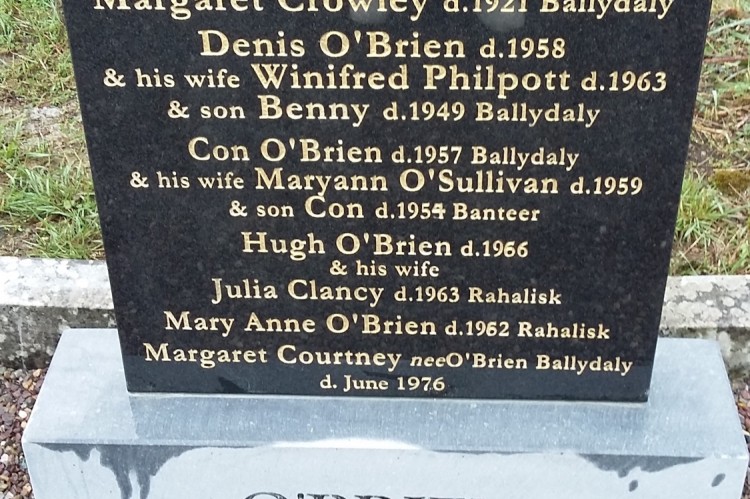 Margaret Crowley d.1921 Ballydaly
Denis O'Brien d.1958
& his wife Winifred Philpott d.1963
& son Benny d.1949 Ballydaly
Con O'Brien d.1957 Ballydaly
& his wife Maryann O'Sullivan d.1959
& son Con d.1954 Banteer
Hugh O'Brien d.1966
& his wife
Julia Clancy d.1963 Rahalisk
Mary Anne O'Brien d.1962 Rahalisk
Margaret Courtney neeO'Brien Ballydaly
d. June 1976